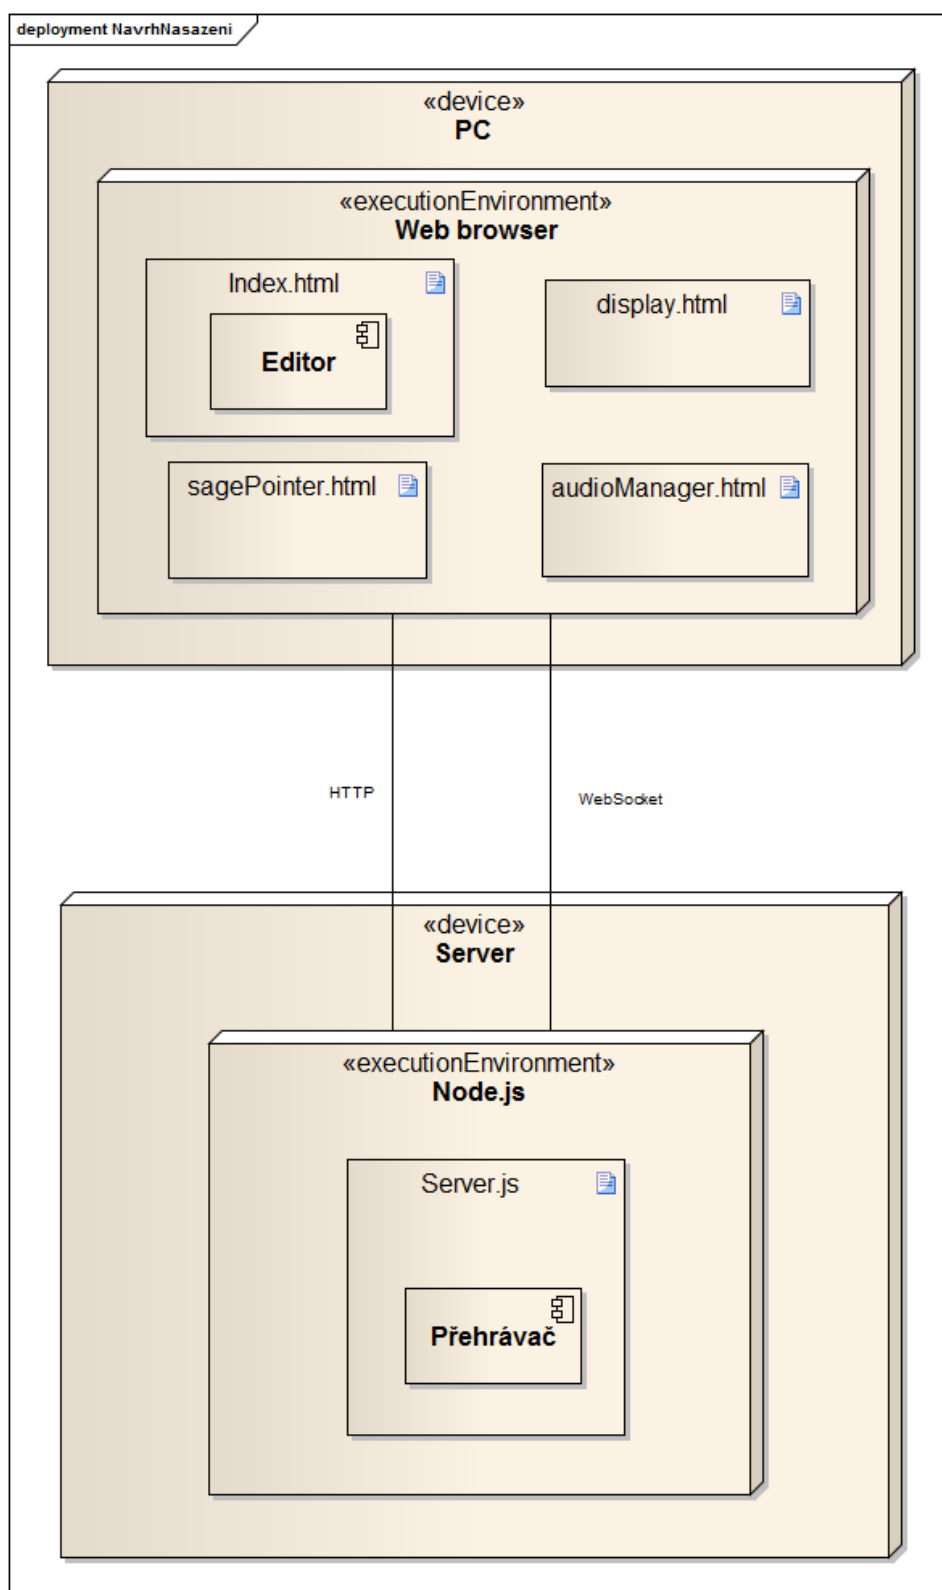 deployment NavrhNasazeni
«device»
PC
«executionEnvironment»
Web browser
Index.html
Editor
display.html
sagePointer.html
audioManager.html
HTTP
WebSocket
«device»
Server
«executionEnvironment»
Node.js
Server.js
Přehrávač